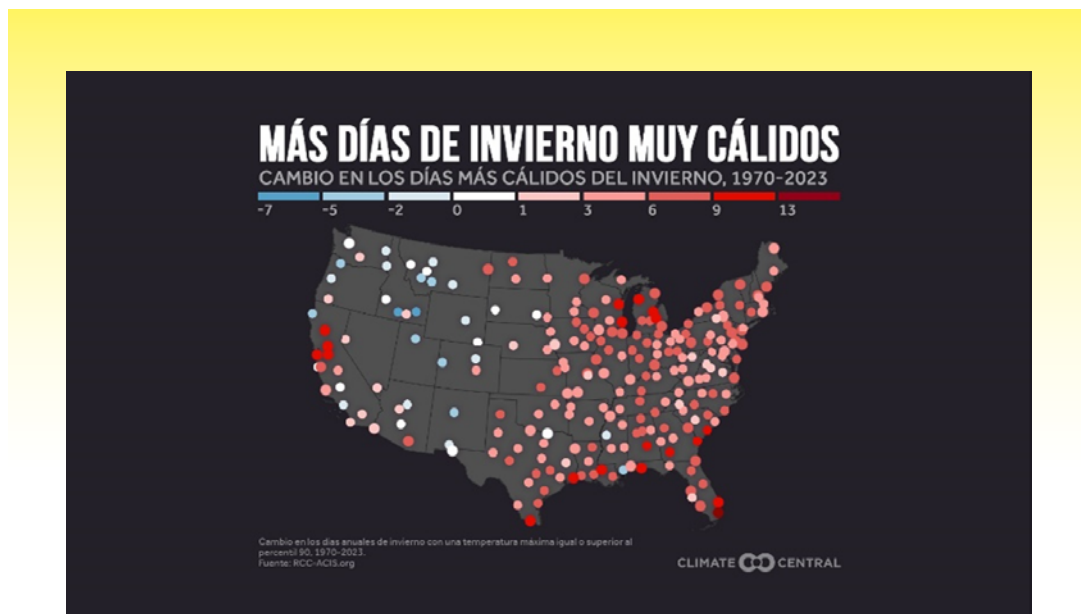 MÁS DÍAS DE INVIERNO MUY CÁLIDOS
CAMBIO EN LOS DÍAS MÁS CÁLIDOS DEL INVIERNO, 1970-2023
-7 -5 -2 0 1 3 6 9 13
Cambio en los días anuales de invierno con una temperatura máxima igual o superior al
percentil 90, 1970-2023.
Fuente: RCC-ACIS.org
CLIMATE CENTRAL